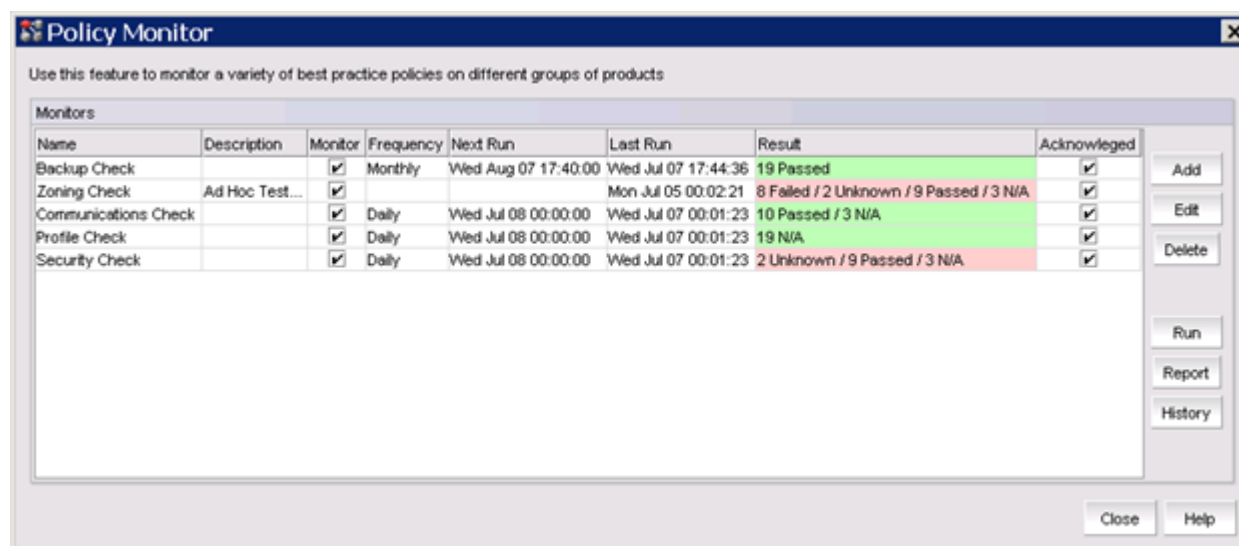 Policy Monitor
Use this feature to monitor a variety of best practice policies on different groups of products
Monitors
Name Description Monitor Frequency Next Run Last Run Result Acknowleged
Backup Check Monthly Wed Aug 07 17:40:00 Wed Jul 07 17:44:36 19 Passed
Zoning Check Ad Hoc Test... Mon Jul 05 00:02:21 8 Failed / 2 Unknown / 9 Passed / 3 N/A
Communications Check Daily Wed Jul 08 00:00:00 Wed Jul 07 00:01:23 10 Passed / 3 N/A
Profile Check Daily Wed Jul 08 00:00:00 Wed Jul 07 00:01:23 19 N/A
Security Check Daily Wed Jul 08 00:00:00 Wed Jul 07 00:01:23 2 Unknown / 9 Passed / 3 N/A
Add
Edit
Delete
Run
Report
History
Close Help